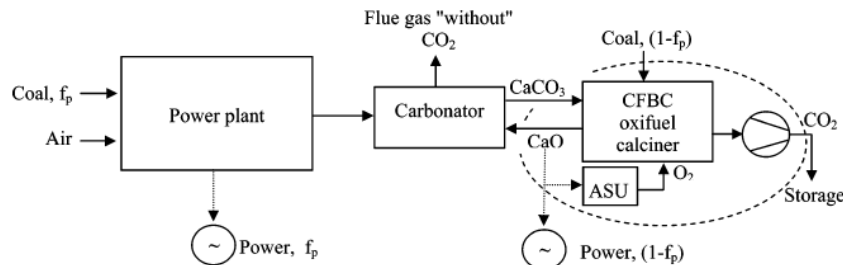 Flue gas "without"
CO₂
Coal, (1-fₚ)
Coal, fₚ
Air
Power plant
Carbonator
CaCO₃
CaO
CFBC
oxifuel
calciner
CO₂
ASU
O₂
Storage
~
Power, fₚ
~
Power, (1-fₚ)